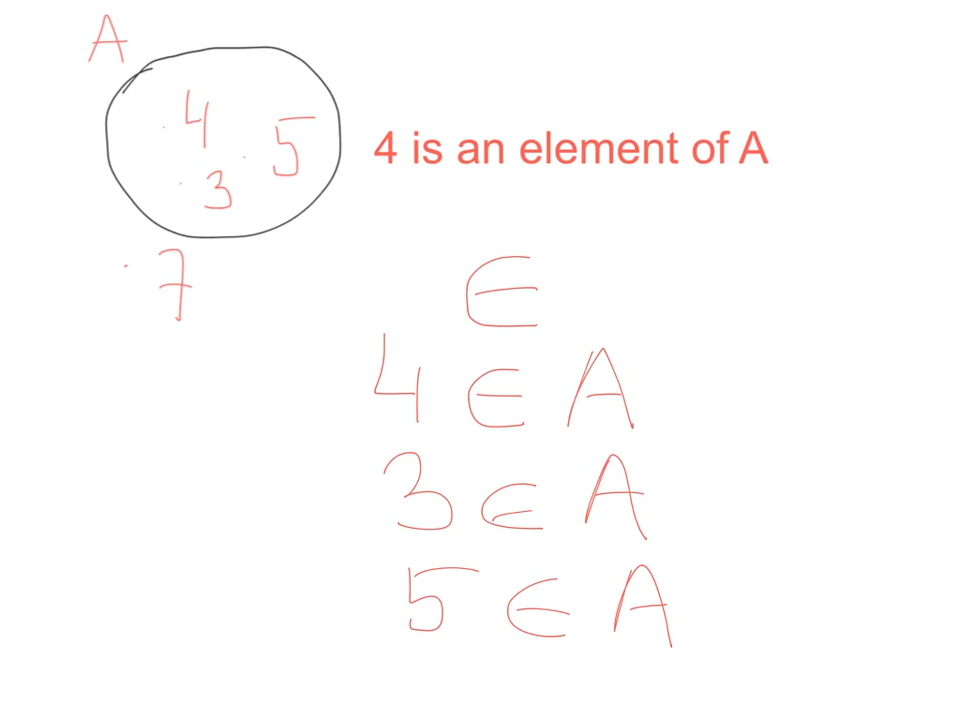 A
4
5
3
7
4 is an element of A
∈
4 ∈ A
3 ∈ A
5 ∈ A